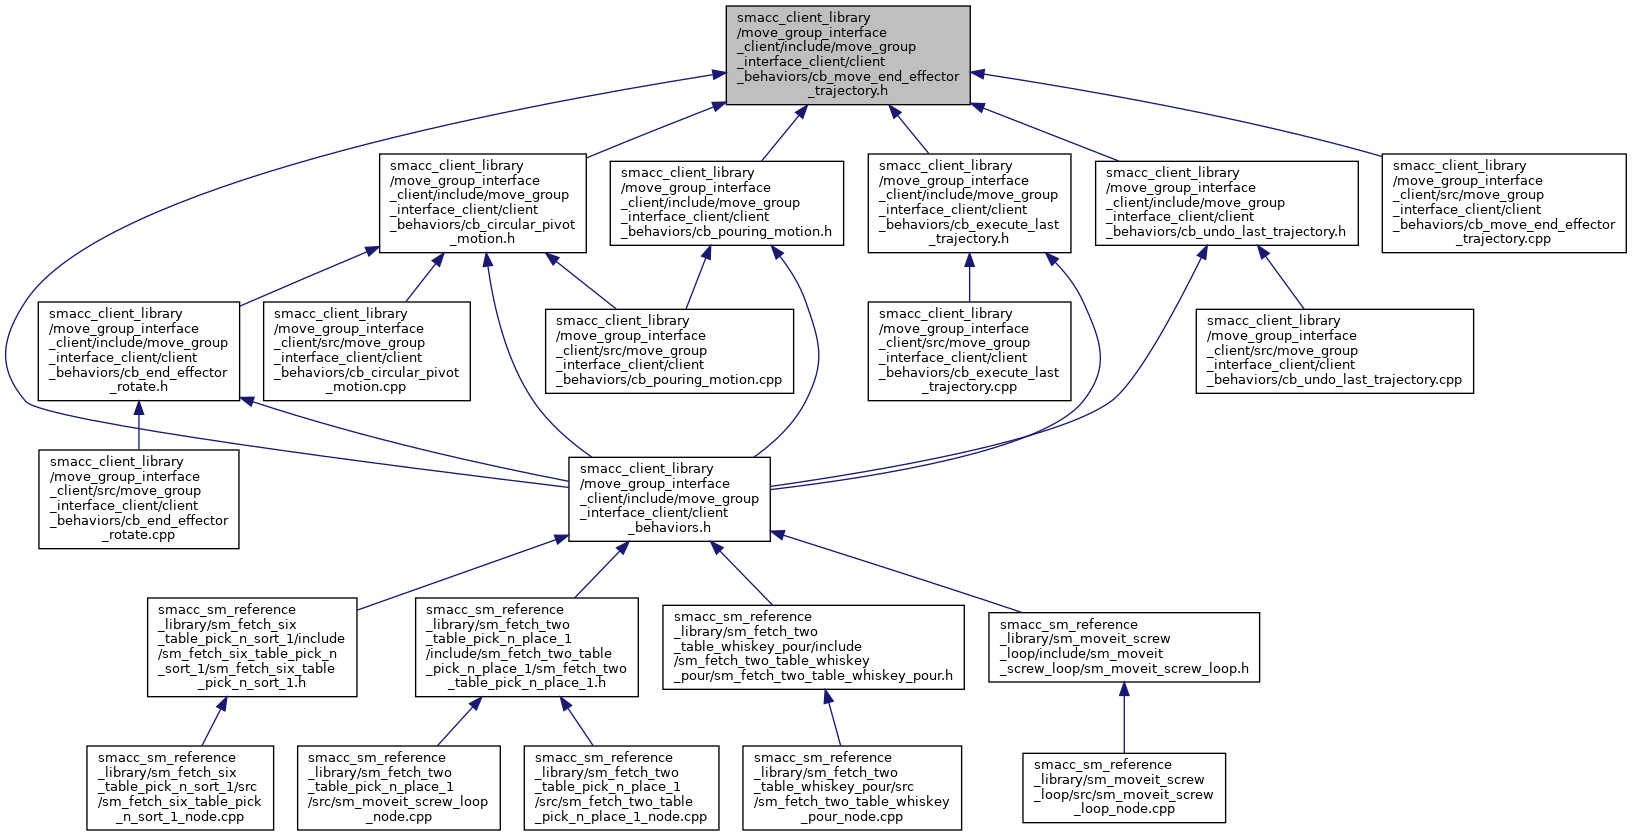 smacc_client_library
/move_group_interface
_client/include/move_group
_interface_client/client
_behaviors/cb_move_end_effector
_trajectory.h
smacc_client_library
/move_group_interface
_client/include/move_group
_interface_client/client
_behaviors/cb_circular_pivot
_motion.h
smacc_client_library
/move_group_interface
_client/include/move_group
_interface_client/client
_behaviors/cb_pouring_motion.h
smacc_client_library
/move_group_interface
_client/include/move_group
_interface_client/client
_behaviors/cb_execute_last
_trajectory.h
smacc_client_library
/move_group_interface
_client/include/move_group
_interface_client/client
_behaviors/cb_undo_last_trajectory.h
smacc_client_library
/move_group_interface
_client/src/move_group
_interface_client/client
_behaviors/cb_move_end_effector
_trajectory.cpp
smacc_client_library
/move_group_interface
_client/include/move_group
_interface_client/client
_behaviors/cb_end_effector
_rotate.h
smacc_client_library
/move_group_interface
_client/src/move_group
_interface_client/client
_behaviors/cb_circular_pivot
_motion.cpp
smacc_client_library
/move_group_interface
_client/src/move_group
_interface_client/client
_behaviors/cb_pouring_motion.cpp
smacc_client_library
/move_group_interface
_client/src/move_group
_interface_client/client
_behaviors/cb_execute_last
_trajectory.cpp
smacc_client_library
/move_group_interface
_client/src/move_group
_interface_client/client
_behaviors/cb_undo_last_trajectory.cpp
smacc_client_library
/move_group_interface
_client/src/move_group
_interface_client/client
_behaviors/cb_end_effector
_rotate.cpp
smacc_client_library
/move_group_interface
_client/include/move_group
_interface_client/client
_behaviors.h
smacc_sm_reference
_library/sm_fetch_six
_table_pick_n_sort_1/include
/sm_fetch_six_table_pick_n
_sort_1/sm_fetch_six_table
_pick_n_sort_1.h
smacc_sm_reference
_library/sm_fetch_two
_table_pick_n_place_1
/include/sm_fetch_two_table
_pick_n_place_1/sm_fetch_two
_table_pick_n_place_1.h
smacc_sm_reference
_library/sm_fetch_two
_table_whiskey_pour/include
/sm_fetch_two_table_whiskey
_pour/sm_fetch_two_table_whiskey_pour.h
smacc_sm_reference
_library/sm_moveit_screw
_loop/include/sm_moveit
_screw_loop/sm_moveit_screw_loop.h
smacc_sm_reference
_library/sm_fetch_six
_table_pick_n_sort_1/src
/sm_fetch_six_table_pick
_n_sort_1_node.cpp
smacc_sm_reference
_library/sm_fetch_two
_table_pick_n_place_1
/src/sm_moveit_screw_loop
_node.cpp
smacc_sm_reference
_library/sm_fetch_two
_table_pick_n_place_1
/src/sm_fetch_two_table
_pick_n_place_1_node.cpp
smacc_sm_reference
_library/sm_fetch_two
_table_whiskey_pour/src
/sm_fetch_two_table_whiskey
_pour_node.cpp
smacc_sm_reference
_library/sm_moveit_screw
_loop/src/sm_moveit_screw
_loop_node.cpp